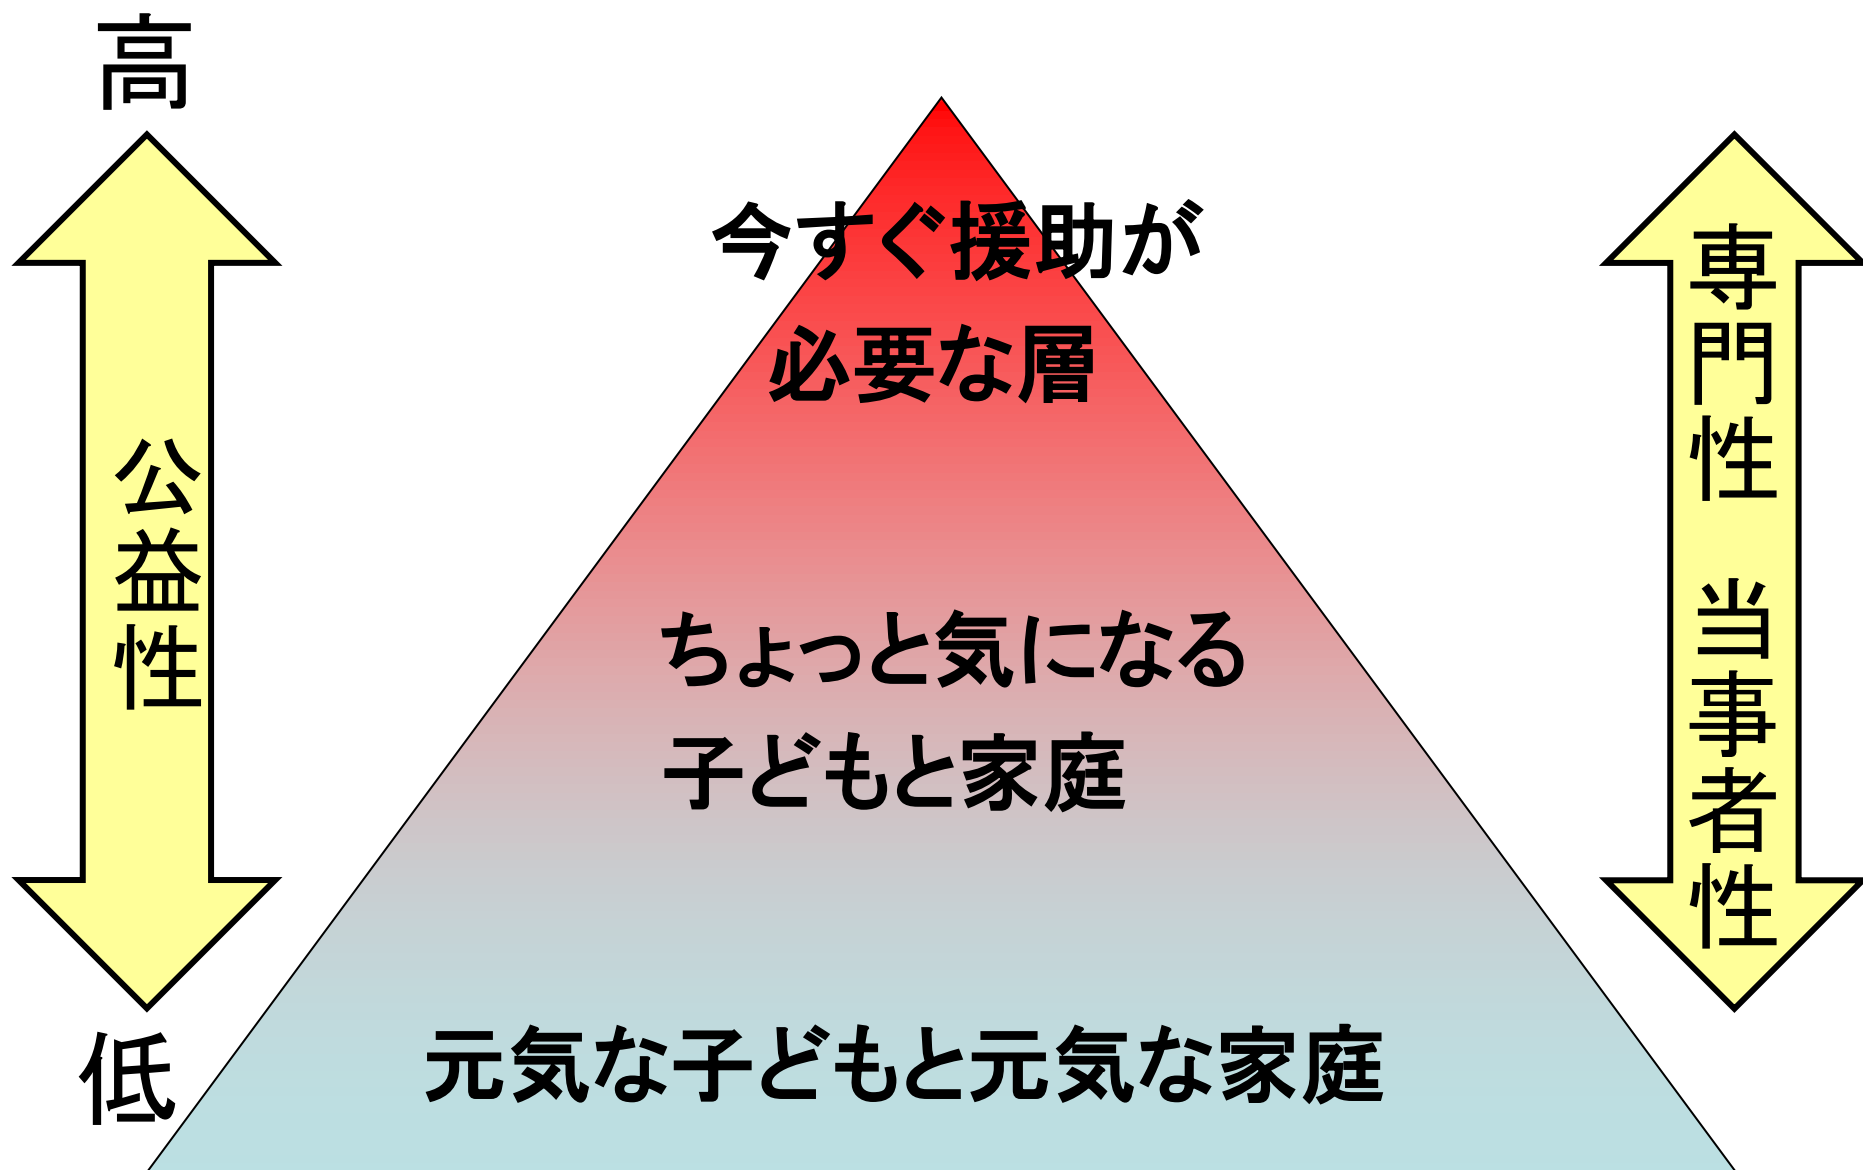 高
公益性
低
今すぐ援助が
必要な層
ちょっと気になる
子どもと家庭
元気な子どもと元気な家庭
専門性 当事者性